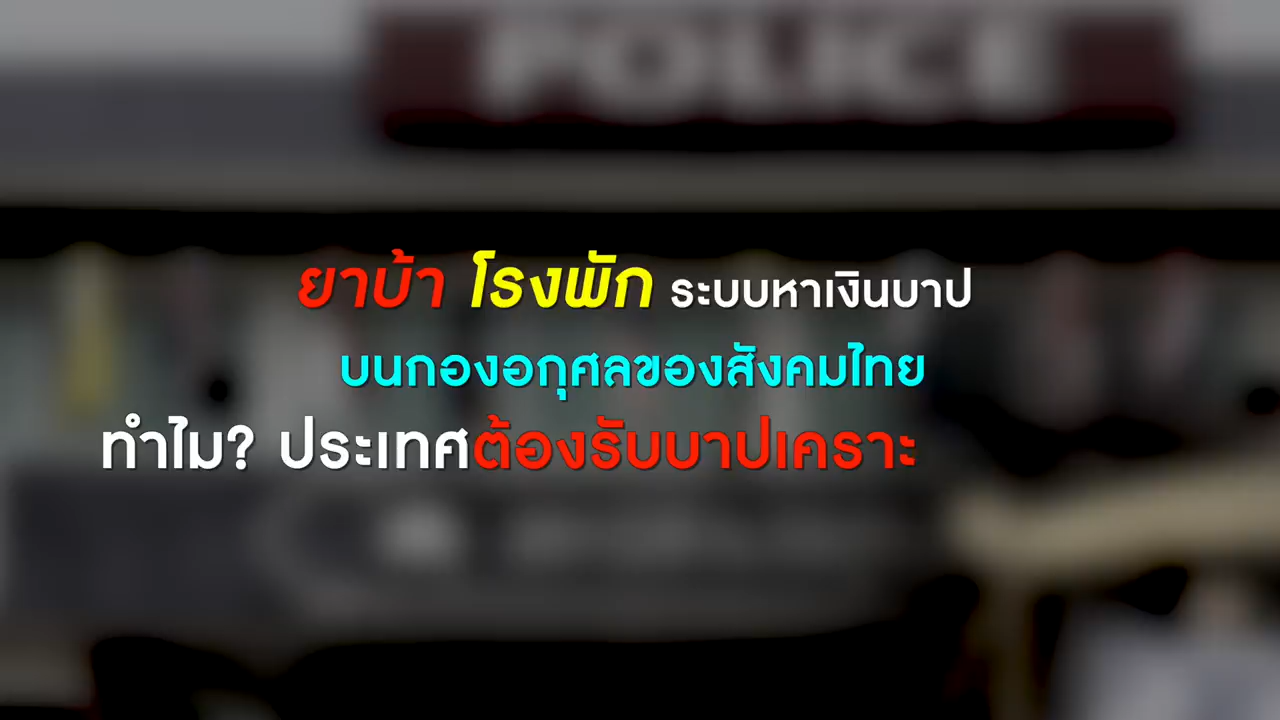 POLICE
ยาบ้า โรงพัก ระบบหาเงินบาป
บนกองอกุศลของสังคมไทย
ทำไม? ประเทศต้องรับบาปเคราะ